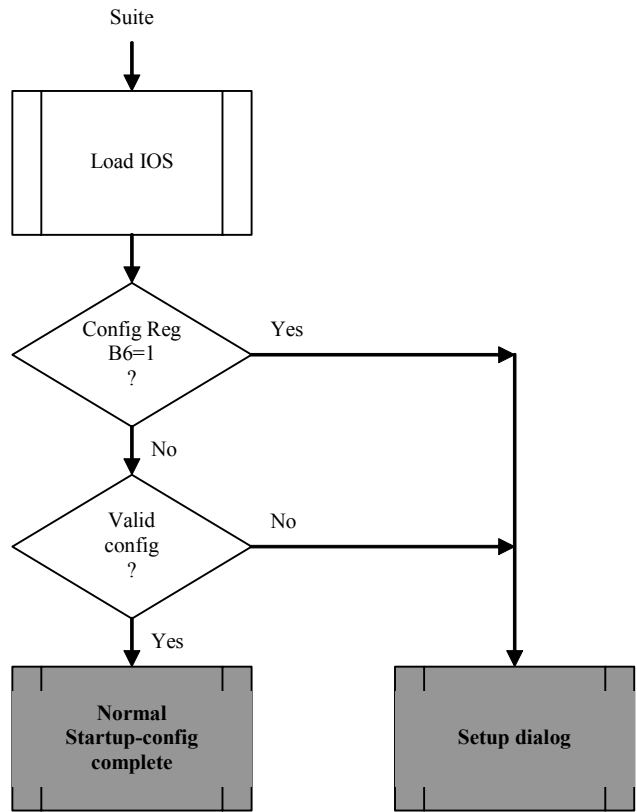 Suite
Load IOS
Config Reg
B6=1
?
Yes
No
Valid
config
?
No
Yes
Normal
Startup-config
complete
Setup dialog